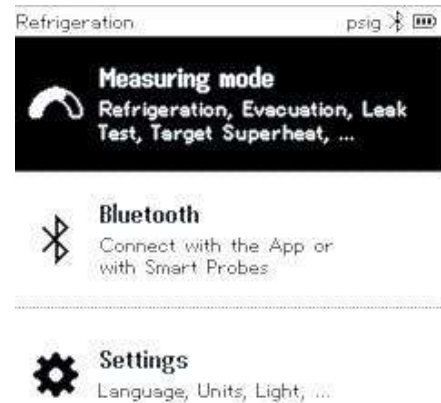 Refrigeration psig
Measuring mode
Refrigeration, Evacuation, Leak
Test, Target Superheat, ...
Bluetooth
Connect with the App or
with Smart Probes
Settings
Language, Units, Light, ...